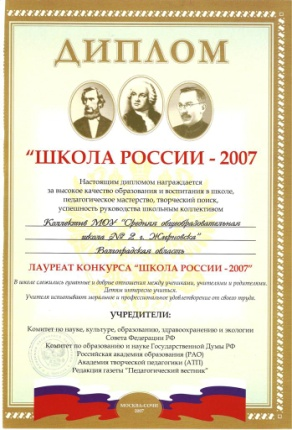 ДИПЛОМ
“ШКОЛА РОССИИ - 2007
Настоящим дипломом награждается
за высокое качество образования и воспитания в школе,
педагогическое мастерство, творческий поиск,
успешность руководства школьным коллективом
Коллектив МОУ "Средняя общеобразовательная
школа № 2 г. Жирновска"
Волгоградская область
ЛАУРЕАТ КОНКУРСА “ШКОЛА РОССИИ - 2007”
В школе сложились гуманные и добрые отношения между учениками, учителями и родителями.
Детям интересно учиться.
Учителя испытывают моральное и профессиональное удовлетворение от своего труда.
УЧРЕДИТЕЛИ:
Комитет по науке, культуре, образованию, здравоохранению и экологии
Совета Федерации РФ
Комитет по образованию и науке Государственной Думы РФ
Российская академия образования (РАО)
Академия творческой педагогики (АТП)
Редакция газеты "Педагогический вестник"
МОСКВА-СОЧИ
2007